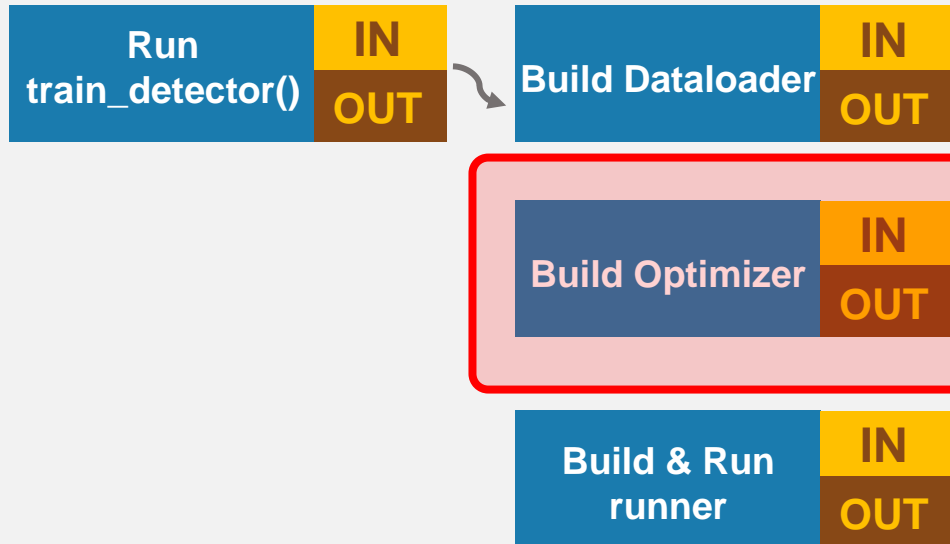 Run
train_detector()
IN
OUT
Build Dataloader
IN
OUT
Build Optimizer
IN
OUT
Build & Run
runner
IN
OUT